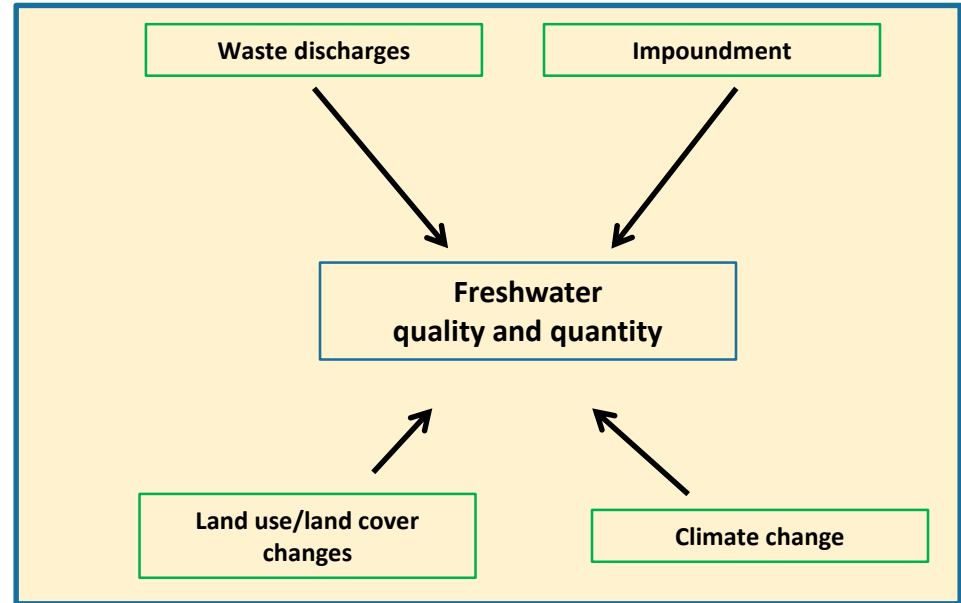 Waste discharges
Impoundment
Freshwater
quality and quantity
Land use/land cover
changes
Climate change